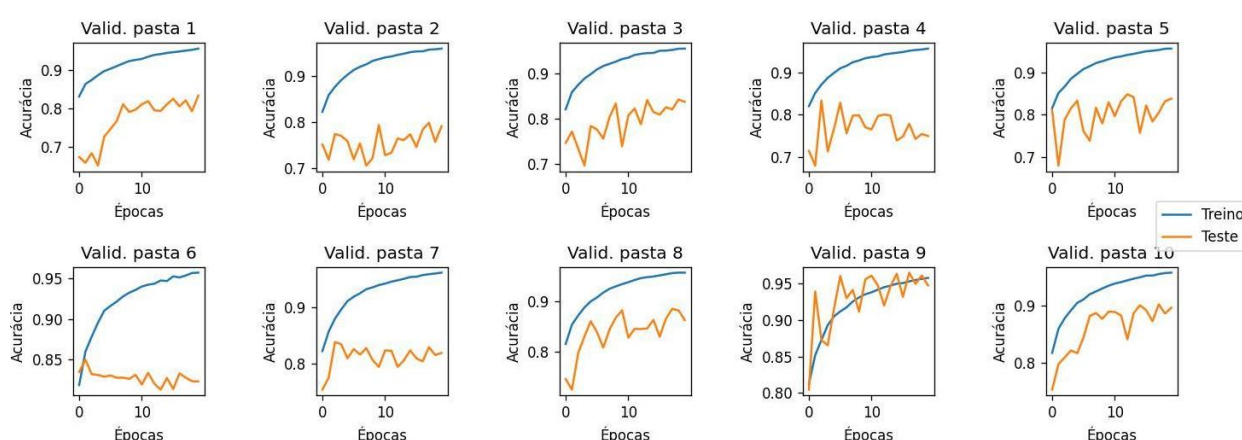 Valid. pasta 1
Valid. pasta 2
Valid. pasta 3
Valid. pasta 4
Valid. pasta 5
Acurácia
0.9
0.8
0.7
0
10
Épocas
Acurácia
0.9
0.8
0.7
0
10
Épocas
Acurácia
0.9
0.8
0.7
0
10
Épocas
Acurácia
0.9
0.8
0.7
0
10
Épocas
Acurácia
0.9
0.8
0.7
0
10
Épocas
Treino
Teste
Valid. pasta 6
Valid. pasta 7
Valid. pasta 8
Valid. pasta 9
Valid. pasta 10
Acurácia
0.95
0.90
0.85
0
10
Épocas
Acurácia
0.9
0.8
0
10
Épocas
Acurácia
0.9
0.8
0
10
Épocas
Acurácia
0.95
0.90
0.85
0.80
0
10
Épocas
Acurácia
0.9
0.8
0
10
Épocas